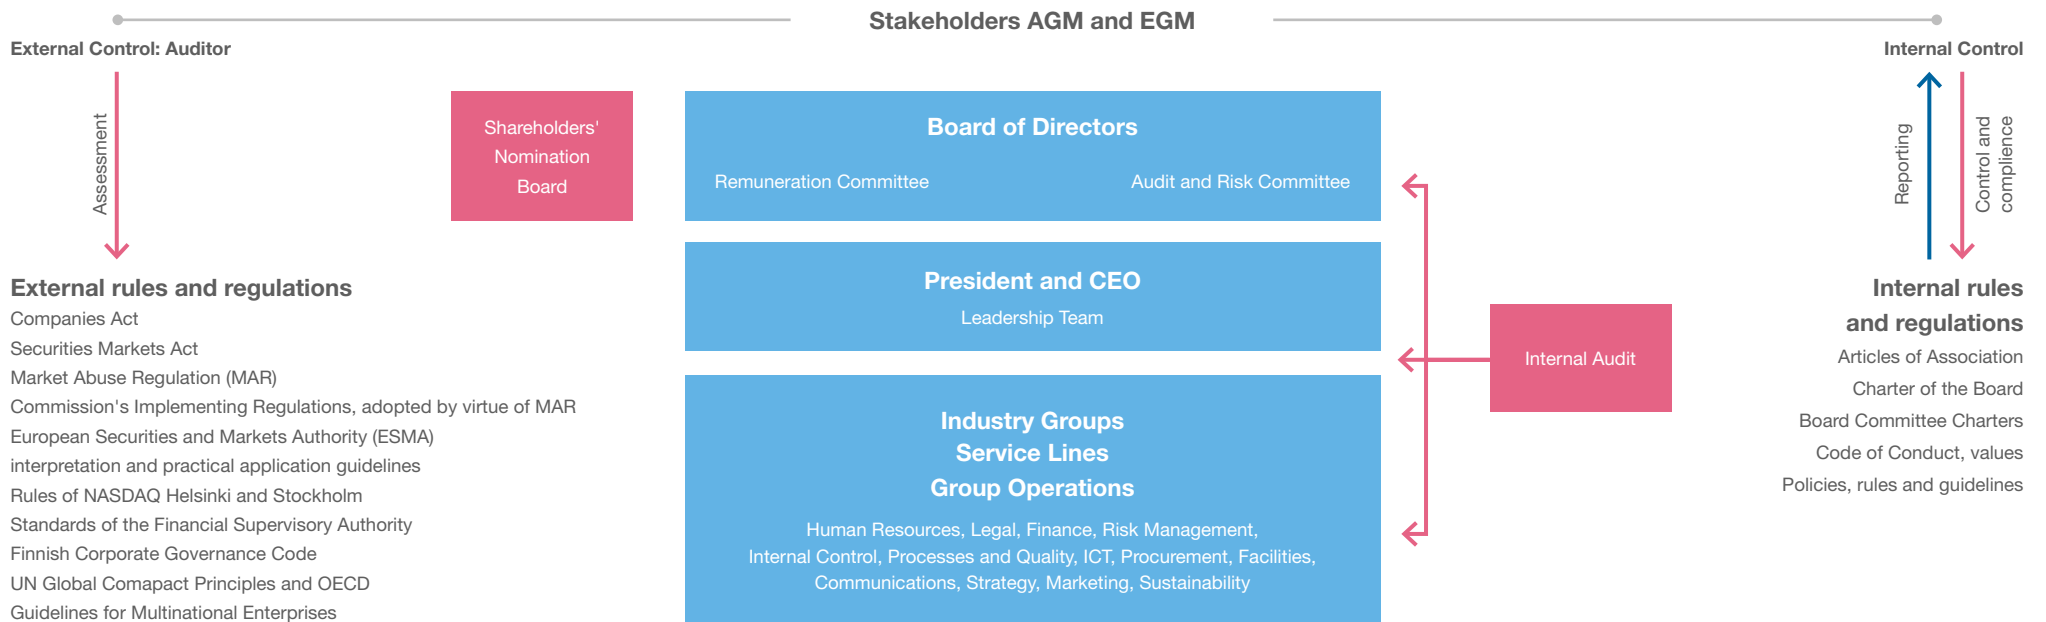 Stakeholders AGM and EGM
External Control: Auditor
Assessment
External rules and regulations
Companies Act
Securities Markets Act
Market Abuse Regulation (MAR)
Commission's Implementing Regulations, adopted by virtue of MAR
European Securities and Markets Authority (ESMA)
interpretation and practical application guidelines
Rules of NASDAQ Helsinki and Stockholm
Standards of the Financial Supervisory Authority
Finnish Corporate Governance Code
UN Global Comapact Principles and OECD
Guidelines for Multinational Enterprises
Shareholders'
Nomination
Board
Board of Directors
Remuneration Committee
Audit and Risk Committee
President and CEO
Leadership Team
Industry Groups
Service Lines
Group Operations
Human Resources, Legal, Finance, Risk Management,
Internal Control, Processes and Quality, ICT, Procurement, Facilities,
Communications, Strategy, Marketing, Sustainability
Internal Audit
Internal Control
Reporting
Control and
complience
Internal rules
and regulations
Articles of Association
Charter of the Board
Board Committee Charters
Code of Conduct, values
Policies, rules and guidelines